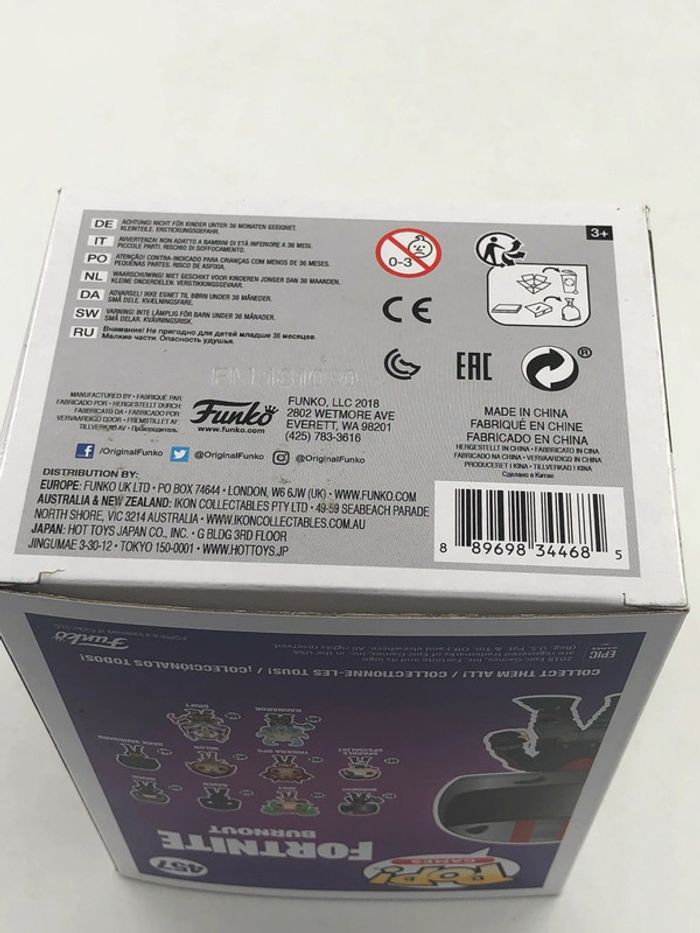 DE ACHTUNG! NICHT FÜR KINDER UNTER 36 MONATEN GEEIGNET.
KLEINTEILE. ERSTICKUNGSGEFAHR.
IT AVVERTENZA! NON ADATTO A BAMBINI DI ETÀ INFERIORE A 36 MESI.
PICCOLE PARTI. RISCHIO DI SOFFOCAMENTO.
PO ATENÇÃO! CONTRA-INDICADO PARA CRIANÇAS COM MENOS DE 36 MESES.
PEQUENAS PARTES. RISCO DE ASFIXIA.
NL WAARSCHUWING! NIET GESCHIKT VOOR KINDEREN JONGER DAN 36 MAANDEN.
KLEINE ONDERDELEN. VERSTIKKINGSGEVAAR.
DA ADVARSEL! IKKE EGNET TIL BØRN UNDER 36 MÅNEDER.
SMÅ DELE. KVÆLNINGSFARE.
SW VARNING! INTE LÄMPLIG FÖR BARN UNDER 36 MÅNADER.
SMÅ DELAR. KVÄVNINGSRISK.
RU Внимание! Не пригодно для детей младше 36 месяцев.
Мелкие части. Опасность удушья.
0-3
3+
CE
EAC
®
MANUFACTURED BY • FABRIQUÉ PAR
FABRICADO POR • HERGESTELLT DURCH
FABBRICATO DA • FABRICADO POR
VERVAARDIGD DOOR • FREMSTILLET AF
TILLVERKAD AV • Производитель:
Funko
www.funko.com
FUNKO, LLC 2018
2802 WETMORE AVE
EVERETT, WA 98201
(425) 783-3616
MADE IN CHINA
FABRIQUÉ EN CHINE
FABRICADO EN CHINA
HERGESTELLT IN CHINA • FABBRICATO IN CINA
FABRICADO NA CHINA • VERVAARDIGD IN CHINA
PRODUCERET I KINA • TILLVERKAD I KINA
Сделано в Китае
f /OriginalFunko @OriginalFunko @OriginalFunko
DISTRIBUTION BY:
EUROPE: FUNKO UK LTD • PO BOX 74644 • LONDON, W6 6JW (UK) • WWW.FUNKO.COM
AUSTRALIA & NEW ZEALAND: IKON COLLECTABLES PTY LTD • 49-59 SEABEACH PARADE
NORTH SHORE, VIC 3214 AUSTRALIA • WWW.IKONCOLLECTABLES.COM.AU
JAPAN: HOT TOYS JAPAN CO., INC. • G BLDG 3RD FLOOR
JINGUMAE 3-30-12 • TOKYO 150-0001 • WWW.HOTTOYS.JP
8 89698 34468 5
POP!
GAMES
457
FORTNITE
BURNOUT
DRIFT
RAGNAROK
COLLECT THEM ALL! / ¡COLLECTIONNE-LES TOUS! / ¡COLECCIÓNALOS TODOS!
EPIC
GAMES
Funko